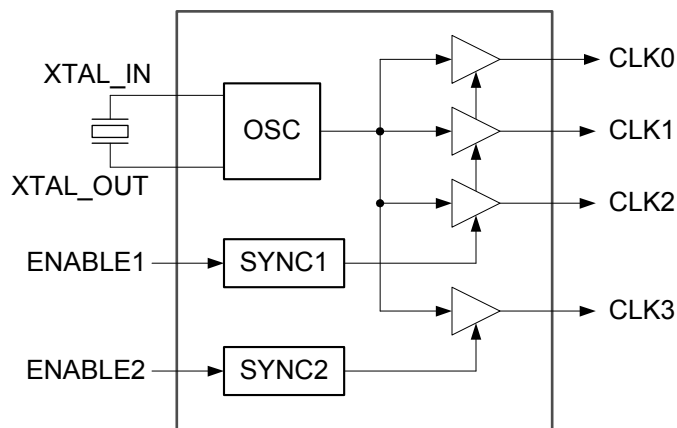 CLK0
XTAL_IN
OSC
CLK1
XTAL_OUT
CLK2
ENABLE1
SYNC1
CLK3
ENABLE2
SYNC2